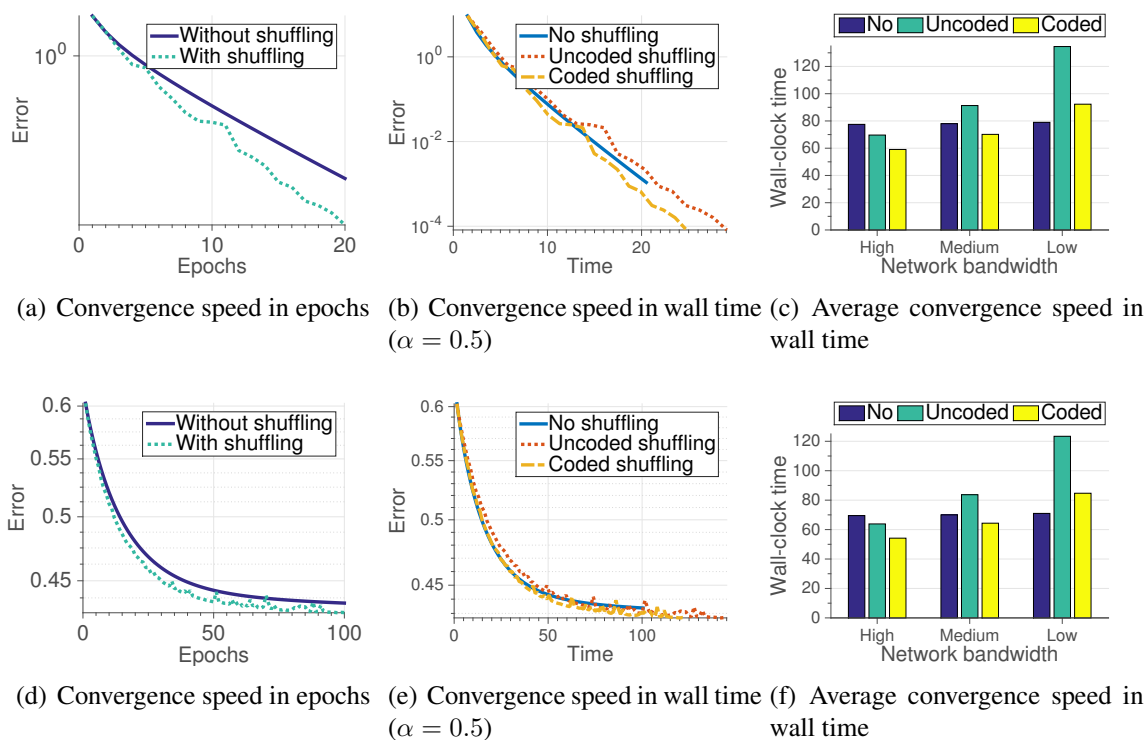 Without shuffling
With shuffling
10^0
Error
0 10 20
Epochs
(a) Convergence speed in epochs
No shuffling
Uncoded shuffling
Coded shuffling
10^0
10^-2
10^-4
Error
0 10 20
Time
(b) Convergence speed in wall time
(α = 0.5)
No Uncoded Coded
120
100
80
60
40
20
0
Wall-clock time
High Medium Low
Network bandwidth
(c) Average convergence speed in
wall time
Without shuffling
With shuffling
0.6
0.55
0.5
0.45
Error
0 50 100
Epochs
(d) Convergence speed in epochs
No shuffling
Uncoded shuffling
Coded shuffling
0.6
0.55
0.5
0.45
Error
0 50 100
Time
(e) Convergence speed in wall time
(α = 0.5)
No Uncoded Coded
120
100
80
60
40
20
0
Wall-clock time
High Medium Low
Network bandwidth
(f) Average convergence speed in
wall time